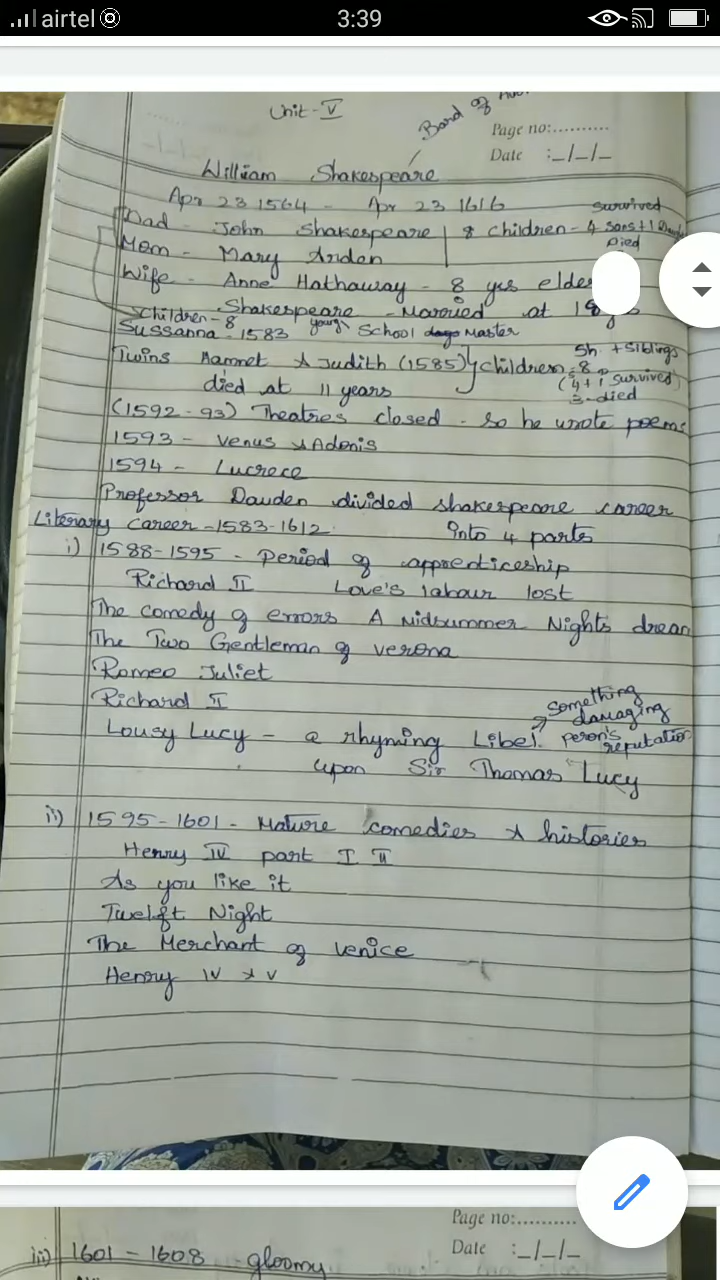 airtel
3:39
Unit-V
Bard of
Page no:..........
Date :_/_/_
William Shakespeare
Apr 23 1564 - Apr 23 1616
survived
Dad - John Shakespeare | 8 children - 4 sons + 1
Died
Mom - Mary Arden
Wife - Anne Hathaway - 8 yrs elder
Shakespeare - Married at 18 yrs
Children - 8
Sussanna - 1583 young School Master
Sh. + Siblings
Twins Hamnet & Judith (1585) children - 8
(4+1 survived)
died at 11 years
3-died
(1592-93) Theatres closed - so he wrote poems
1593 - Venus & Adonis
1594 - Lucrece
Professor Dauden divided shakespeare career
into 4 parts
Literary career - 1583-1612
i) 1588-1595 - Period of apprenticeship
Richard II Love's labour lost
The comedy of errors A Midsummer Nights dream
The Two Gentleman of verona
Romeo Juliet
Richard II
something
damaging
Lousy Lucy - a rhyming Libel person's
reputation
upon Sir Thomas Lucy
ii) 1595-1601 - Mature comedies & histories
Henry IV part I II
As you like it
Twelft Night
The Merchant of venice
Henry IV & V
Page no:..........
Date :_/_/_
iii) 1601 - 1608 - gloomy